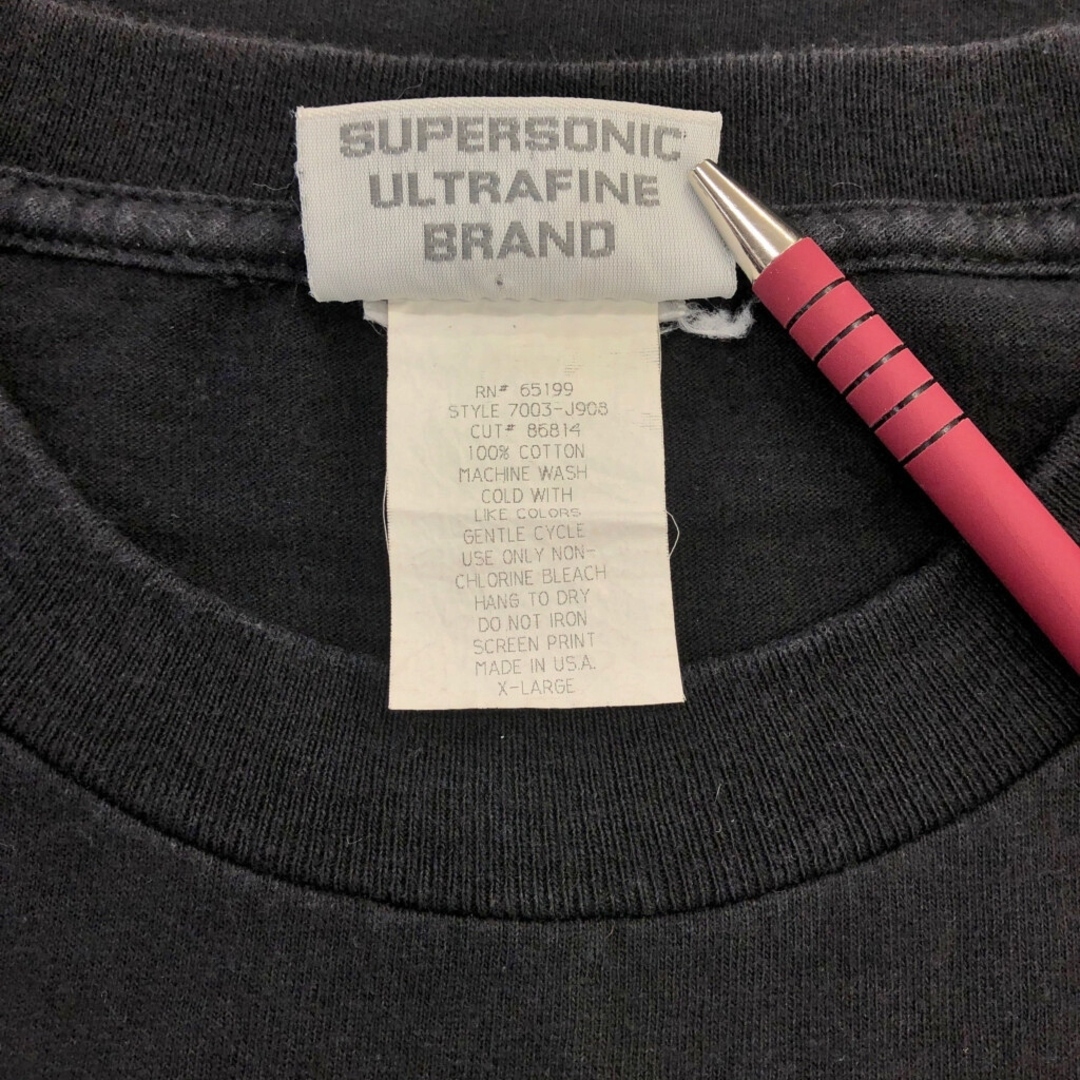 SUPERSONIC
ULTRAFINE
BRAND
RN# 65199
STYLE 7003-J908
CUT# 86814
100% COTTON
MACHINE WASH
COLD WITH
LIKE COLORS
GENTLE CYCLE
USE ONLY NON-
CHLORINE BLEACH
HANG TO DRY
DO NOT IRON
SCREEN PRINT
MADE IN U.S.A.
X-LARGE